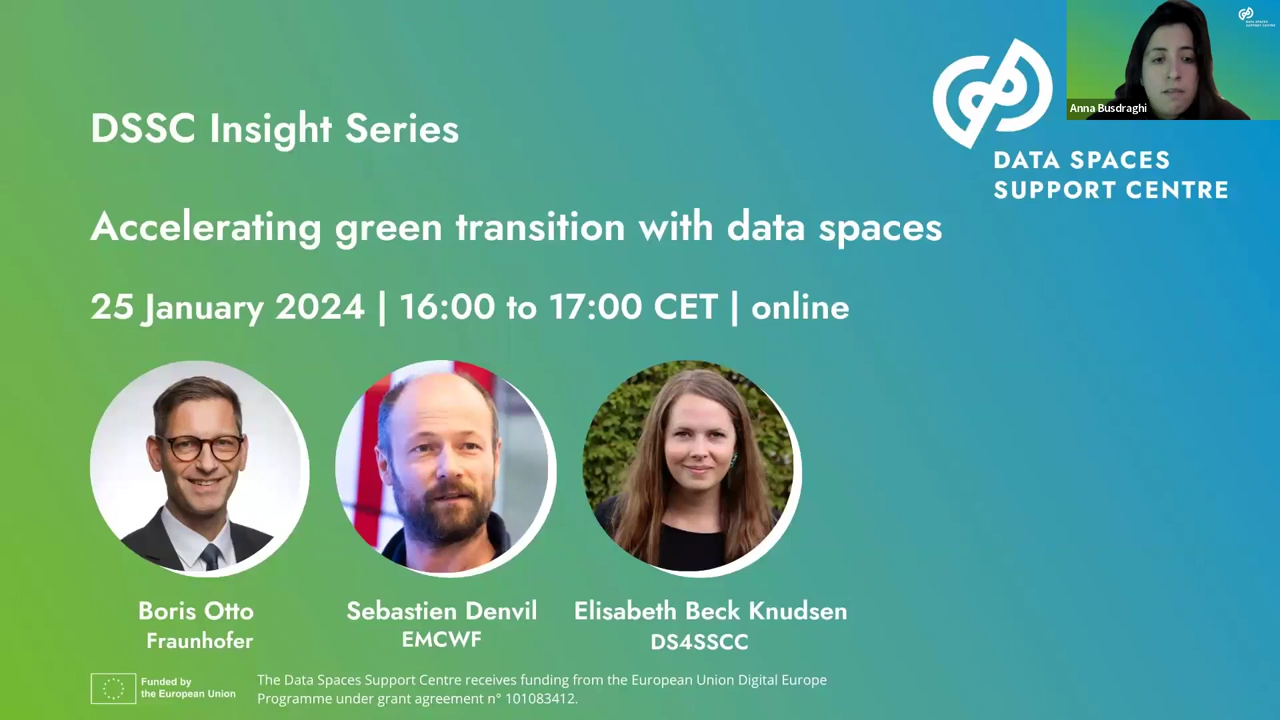 DSSC Insight Series
DATA SPACES
SUPPORT CENTRE
Anna Busdraghi
Accelerating green transition with data spaces
25 January 2024 | 16:00 to 17:00 CET | online
Boris Otto
Fraunhofer
Sebastien Denvil
EMCWF
Elisabeth Beck Knudsen
DS4SSCC
Funded by
the European Union
The Data Spaces Support Centre receives funding from the European Union Digital Europe
Programme under grant agreement n° 101083412.